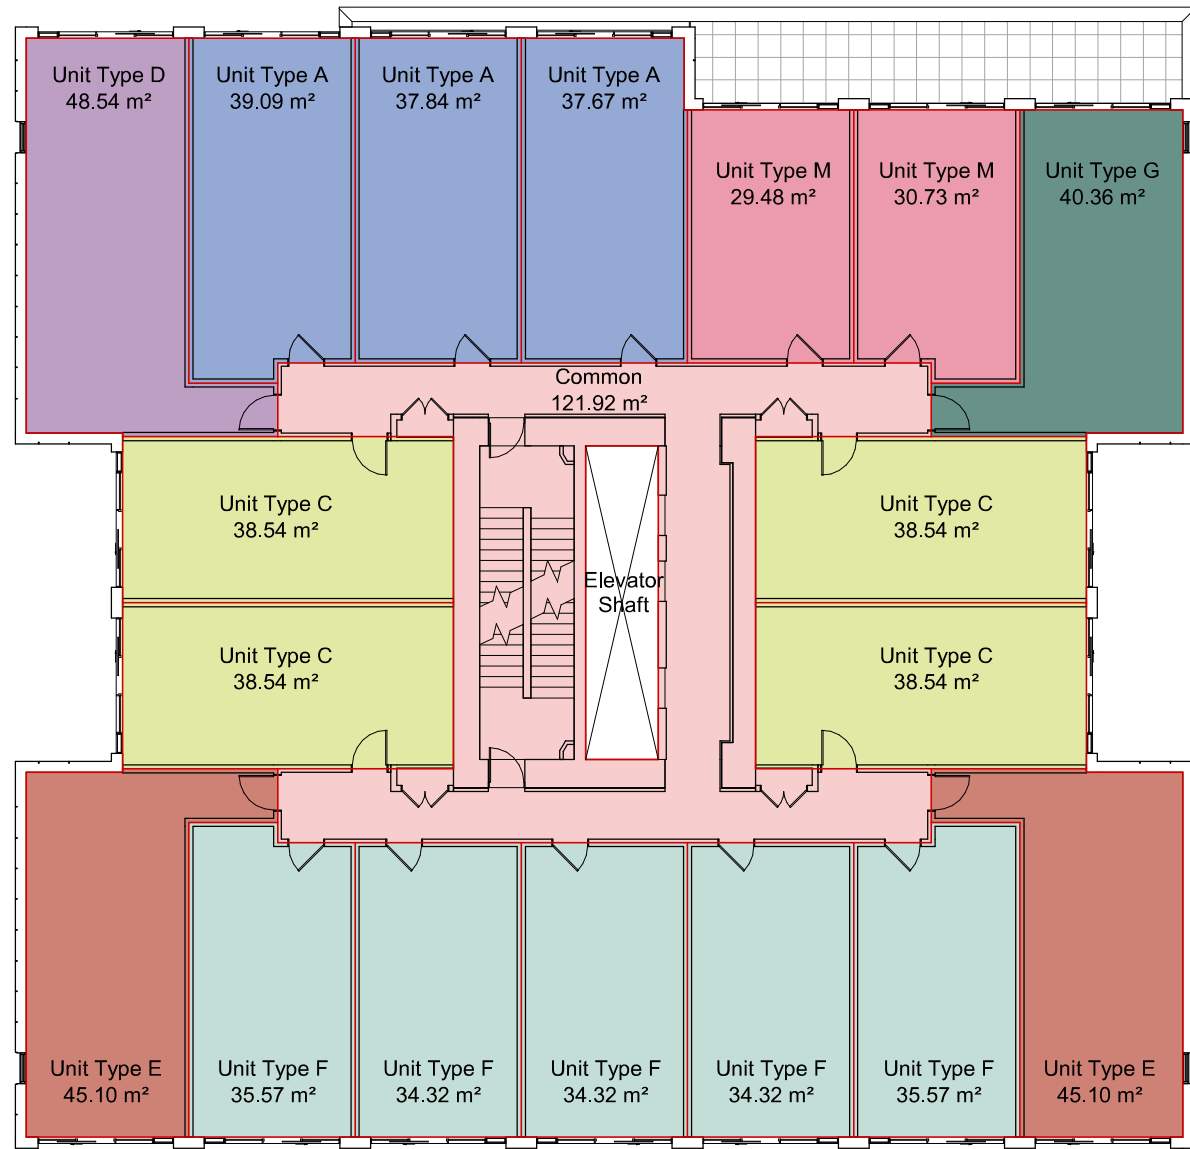 Unit Type D
48.54 m²
Unit Type A
39.09 m²
Unit Type A
37.84 m²
Unit Type A
37.67 m²
Unit Type M
29.48 m²
Unit Type M
30.73 m²
Unit Type G
40.36 m²
Common
121.92 m²
Unit Type C
38.54 m²
Unit Type C
38.54 m²
Elevator
Shaft
Unit Type C
38.54 m²
Unit Type C
38.54 m²
Unit Type E
45.10 m²
Unit Type F
35.57 m²
Unit Type F
34.32 m²
Unit Type F
34.32 m²
Unit Type F
34.32 m²
Unit Type F
35.57 m²
Unit Type E
45.10 m²